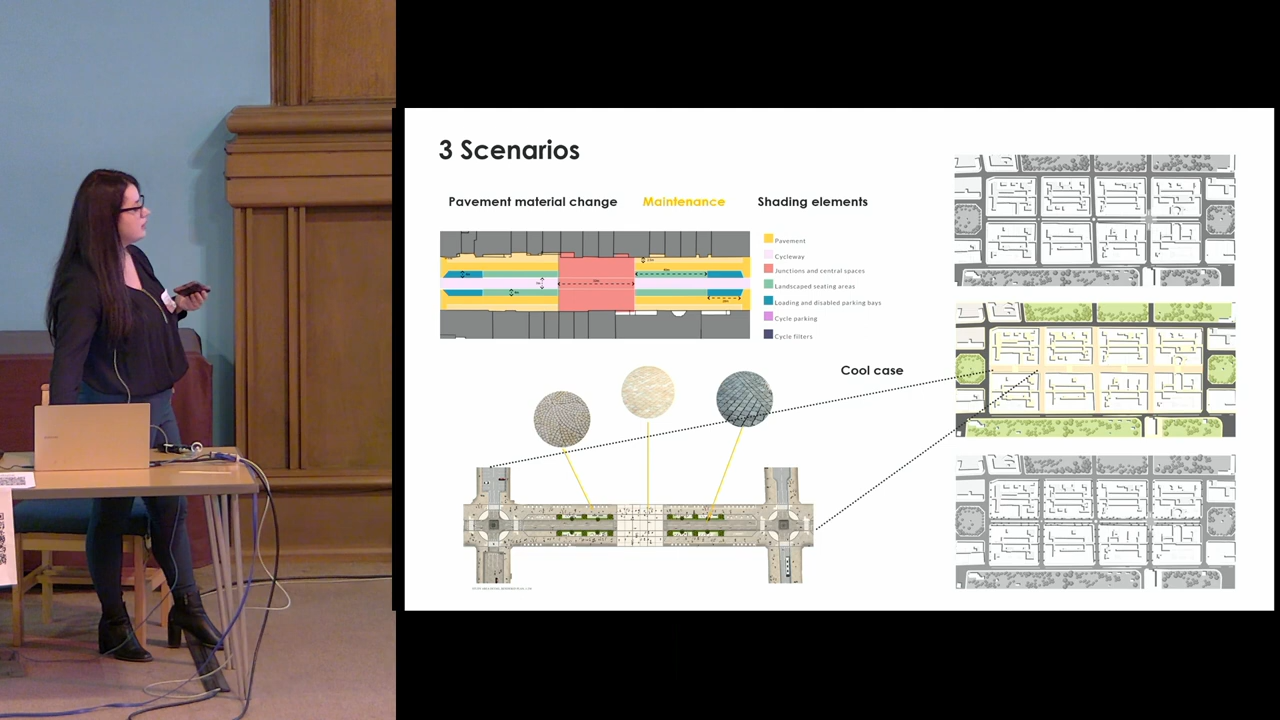 3 Scenarios
Pavement material change
Maintenance
Shading elements
Pavement
Cycleway
Junctions and central spaces
Landscaped seating areas
Loading and disabled parking bays
Cycle parking
Cycle filters
Cool case